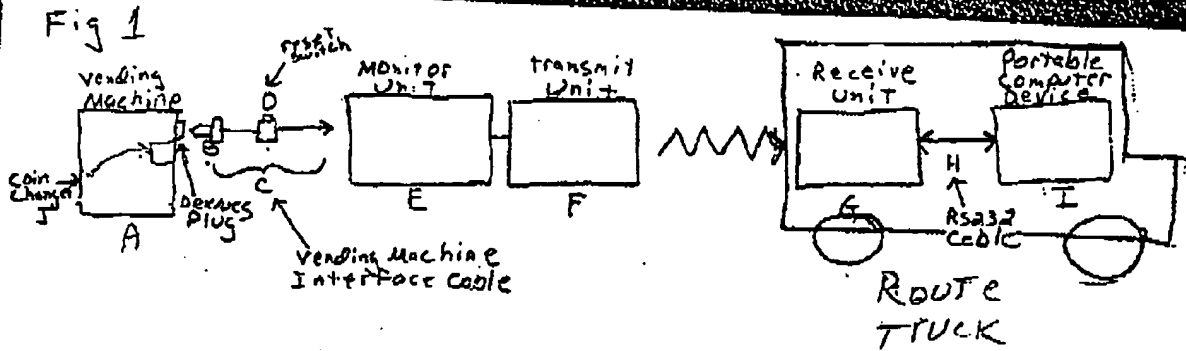 Fig 1
reset
switch
Vending
Machine
D
Monitor
Unit
transmit
Unit
Receive
Unit
Portable
Computer
Device
B
C
H
Coin
Changer
J
A
Plug
E
F
G
I
RS232
Cable
Vending Machine
Interface Cable
Route
Truck